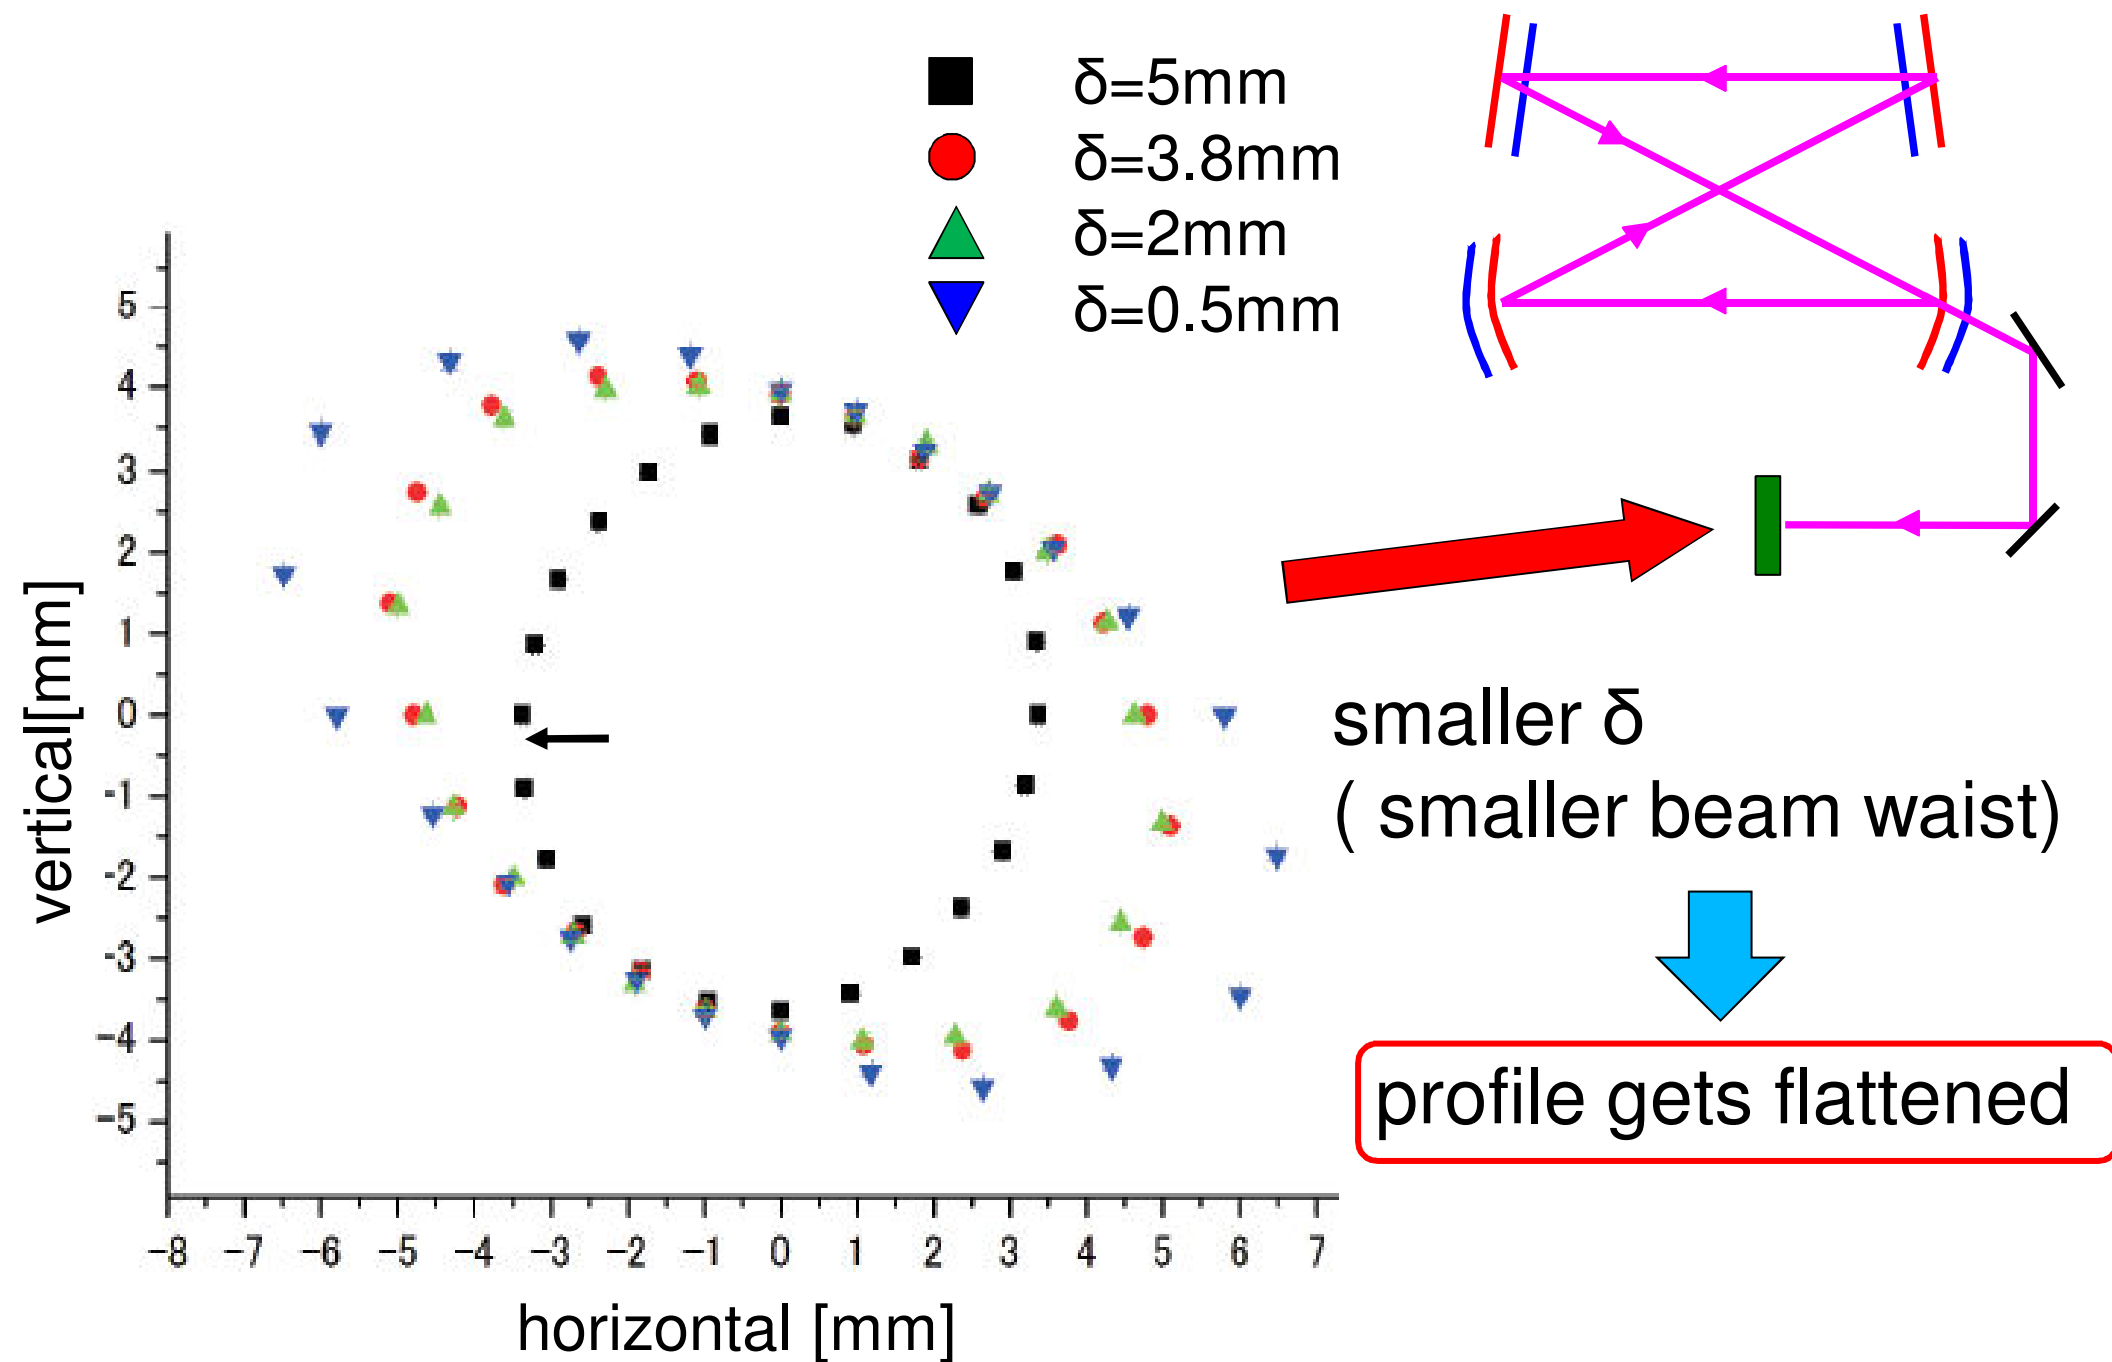 δ=5mm
δ=3.8mm
δ=2mm
δ=0.5mm
5
4
3
2
1
0
-1
-2
-3
-4
-5
vertical[mm]
-8 -7 -6 -5 -4 -3 -2 -1 0 1 2 3 4 5 6 7
horizontal [mm]
smaller δ
( smaller beam waist)
profile gets flattened